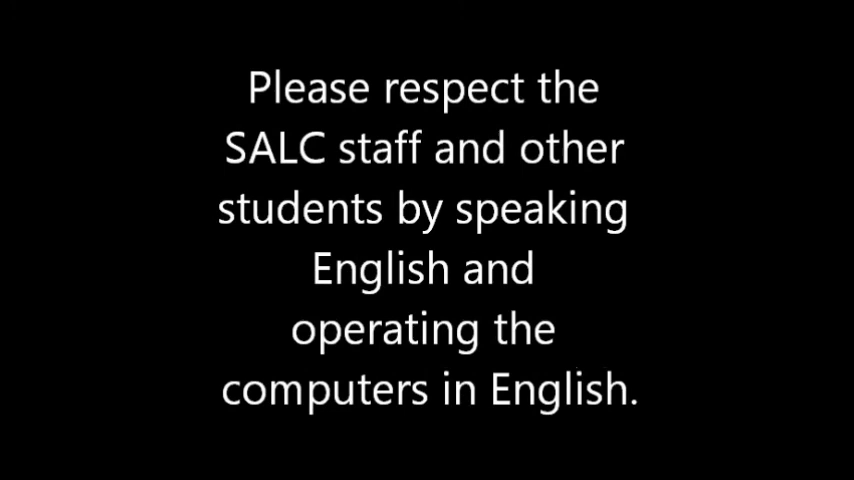 Please respect the
SALC staff and other
students by speaking
English and
operating the
computers in English.